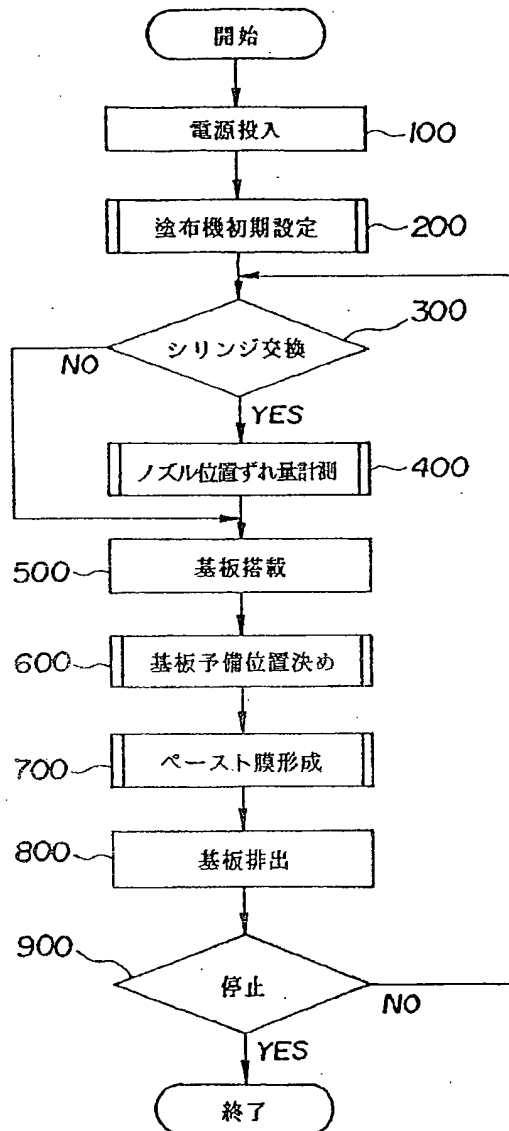 開始
電源投入
100
塗布機初期設定
200
シリンジ交換
300
NO
YES
ノズル位置ずれ量計測
400
500
基板搭載
600
基板予備位置決め
700
ペースト膜形成
800
基板排出
900
停止
NO
YES
終了